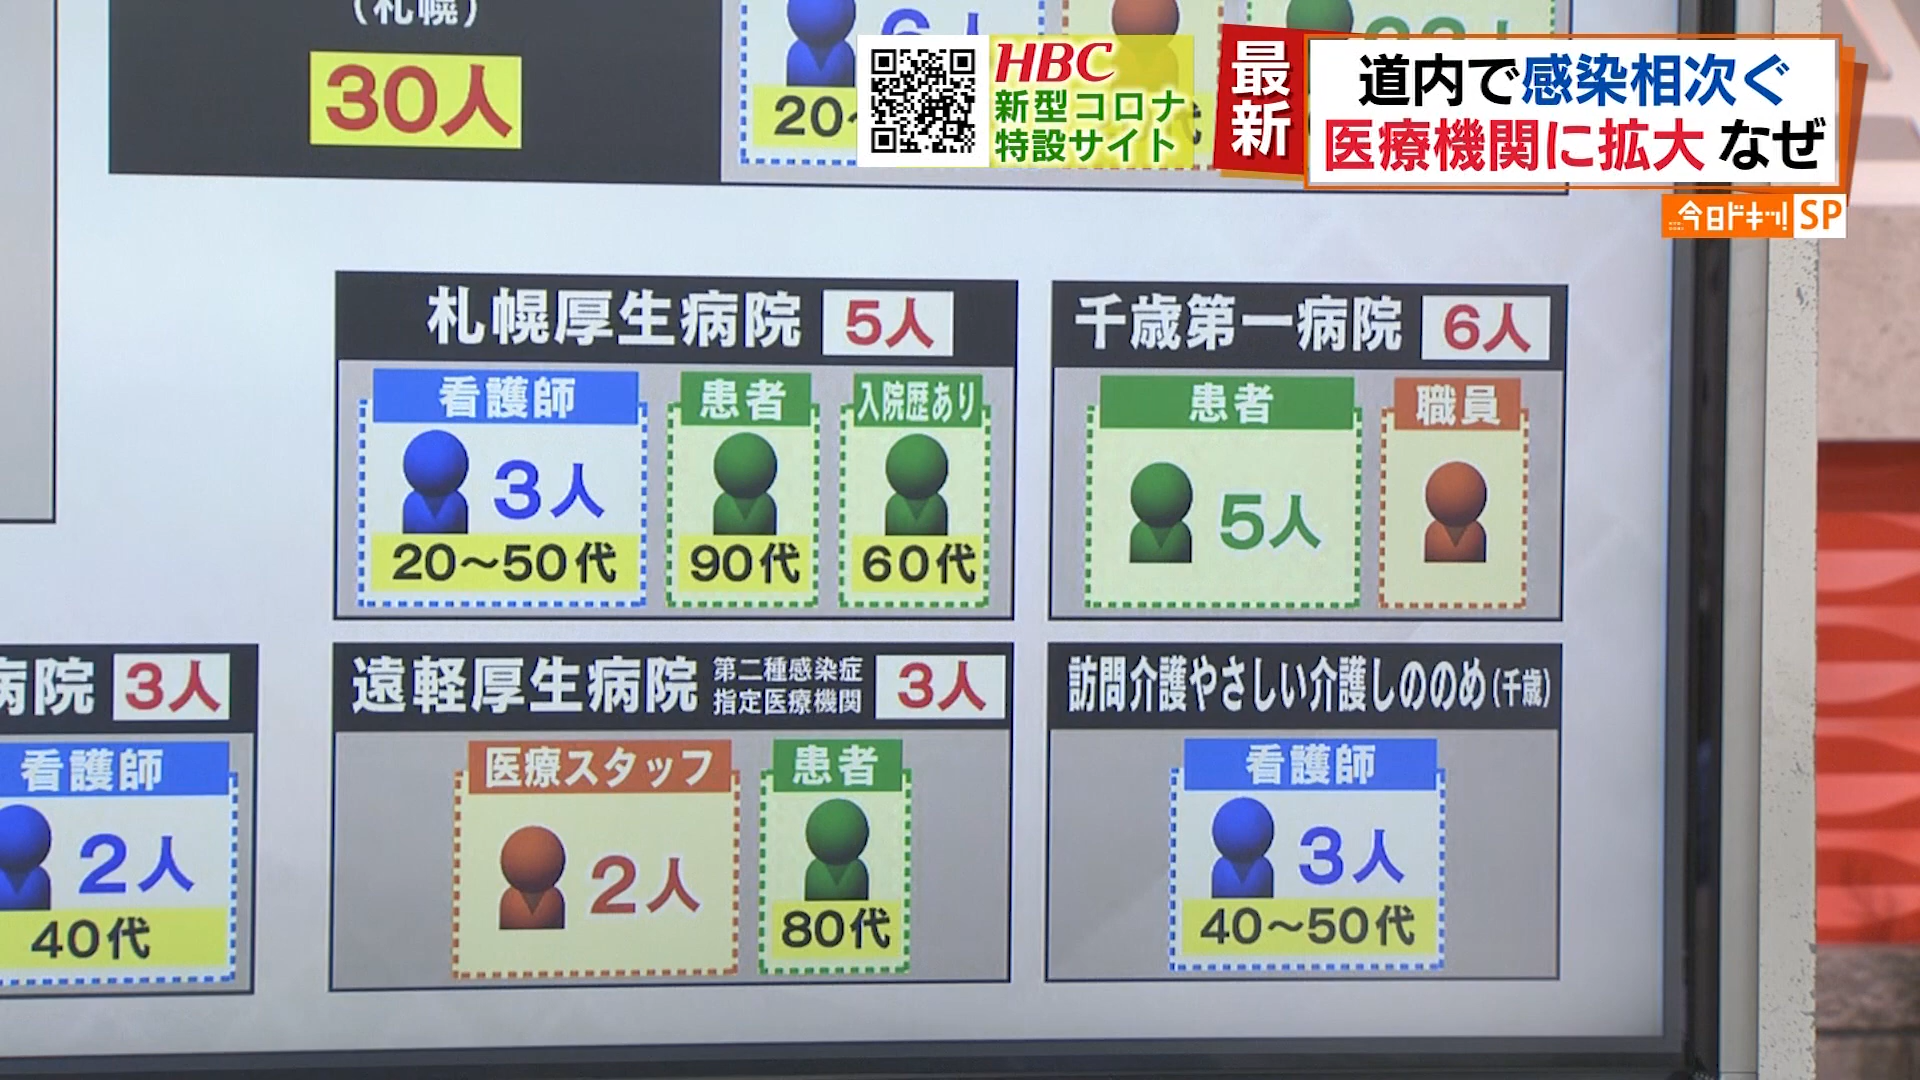 (札幌)
30人
20~
HBC
新型コロナ
特設サイト
最新
道内で感染相次ぐ
医療機関に拡大 なぜ
今日ドキッ! SP
札幌厚生病院 5人
看護師
3人
20～50代
患者
90代
入院歴あり
60代
千歳第一病院 6人
患者
5人
職員
病院 3人
看護師
2人
40代
遠軽厚生病院 第二種感染症
指定医療機関
3人
医療スタッフ
2人
患者
80代
訪問介護やさしい介護しののめ(千歳)
看護師
3人
40～50代